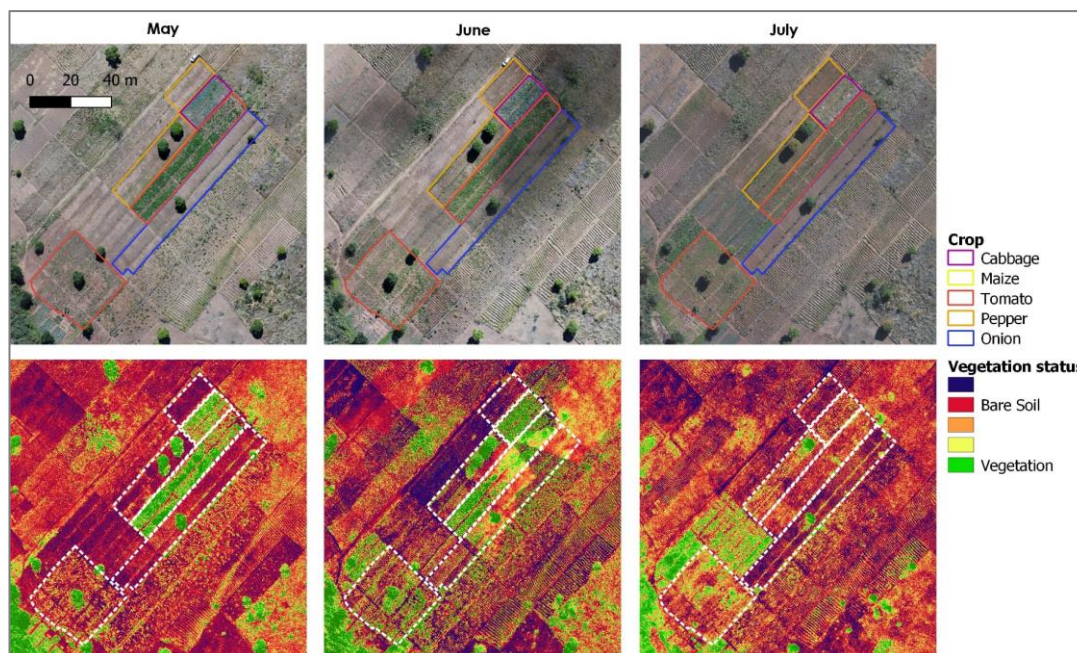 May
June
July
0 20 40 m
Crop
Cabbage
Maize
Tomato
Pepper
Onion
Vegetation status
Bare Soil
Vegetation